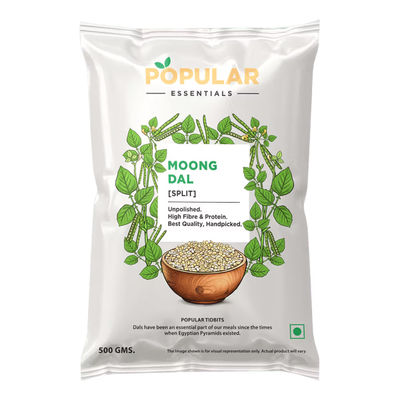 POPULAR
ESSENTIALS
MOONG
DAL
[SPLIT]
Unpolished.
High Fibre & Protein.
Best Quality, Handpicked.
POPULAR TIDBITS
Dals have been an essential part of our meals since the times
when Egyptian Pyramids existed.
500 GMS.
The image shown is for visual representation only. Actual product will vary.